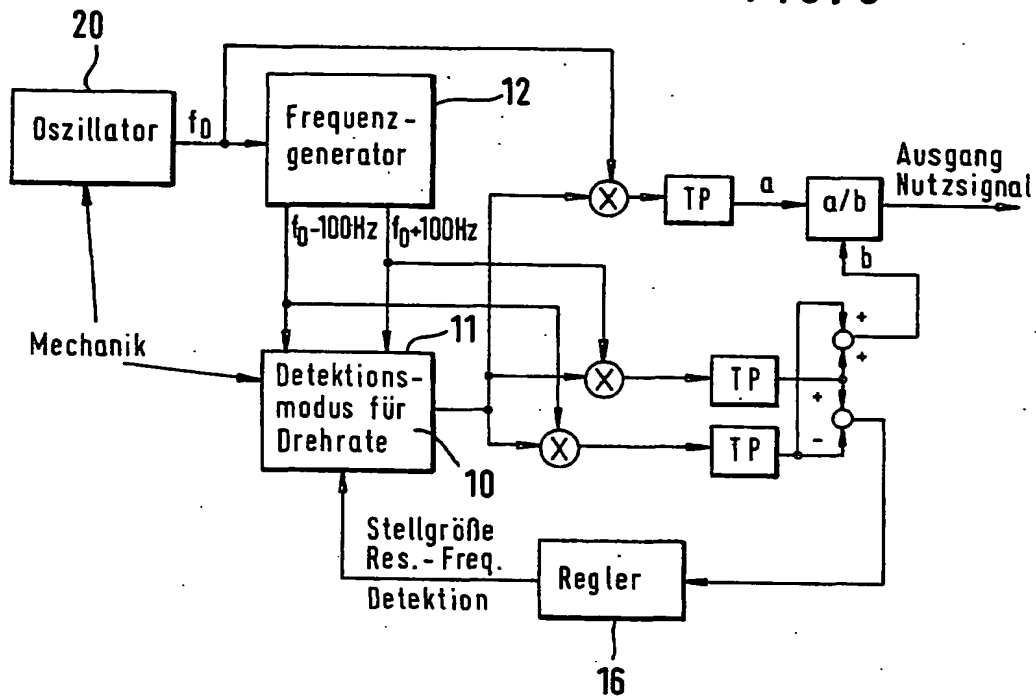 20
12
Oszillator
f0
Frequenz-
generator
f0-100Hz
f0+100Hz
X
TP
a
a/b
Ausgang
Nutzsignal
b
Mechanik
11
Detektions-
modus für
Drehrate
10
X
TP
X
TP
+
+
+
-
Stellgröße
Res.-Freq.
Detektion
Regler
16